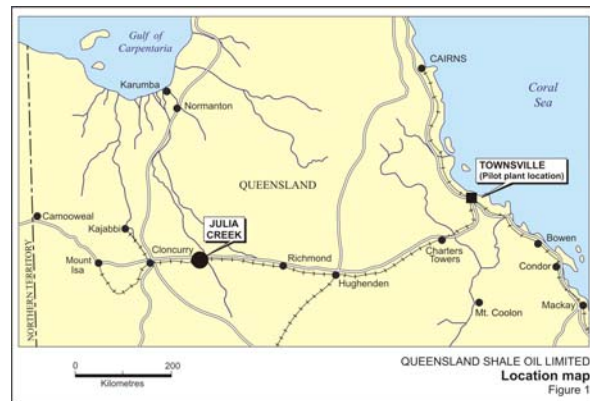 Gulf of
Carpentaria
CAIRNS
Karumba
Coral
Sea
Normanton
TOWNSVILLE
(Pilot plant location)
QUEENSLAND
Camooweal
JULIA
CREEK
Kajabbi
Cloncurry
Bowen
Charters
Towers
Condor
Mount
Isa
Richmond
Hughenden
Mackay
Mt. Coolon
NORTHERN TERRITORY
0
200
Kilometres
QUEENSLAND SHALE OIL LIMITED
Location map
Figure 1